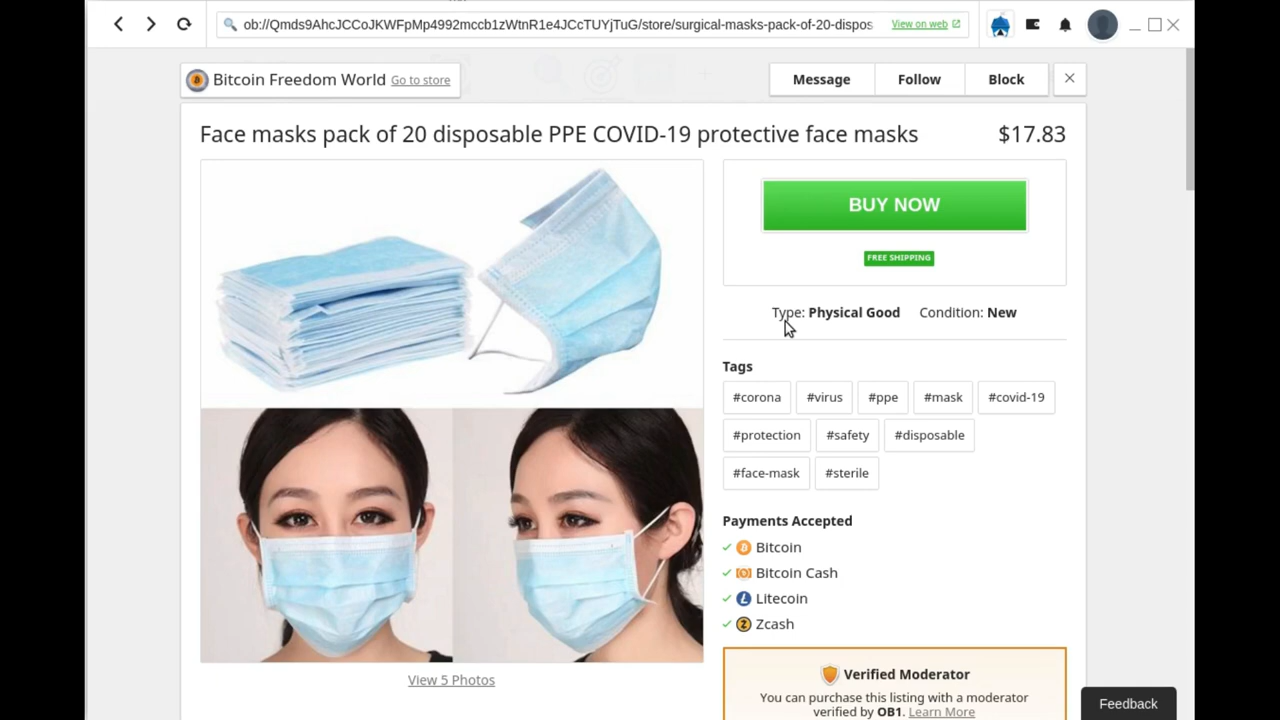 ob://Qmds9AhcJCCoJKWFpMp4992mccb1zWtnR1e4JCcTUYjTuG/store/surgical-masks-pack-of-20-dispos View on web
Bitcoin Freedom World Go to store
Message Follow Block
Face masks pack of 20 disposable PPE COVID-19 protective face masks $17.83
BUY NOW
FREE SHIPPING
Type: Physical Good Condition: New
Tags
#corona #virus #ppe #mask #covid-19
#protection #safety #disposable
#face-mask #sterile
Payments Accepted
Bitcoin
Bitcoin Cash
Litecoin
Zcash
Verified Moderator
You can purchase this listing with a moderator
verified by OB1. Learn More
View 5 Photos
Feedback